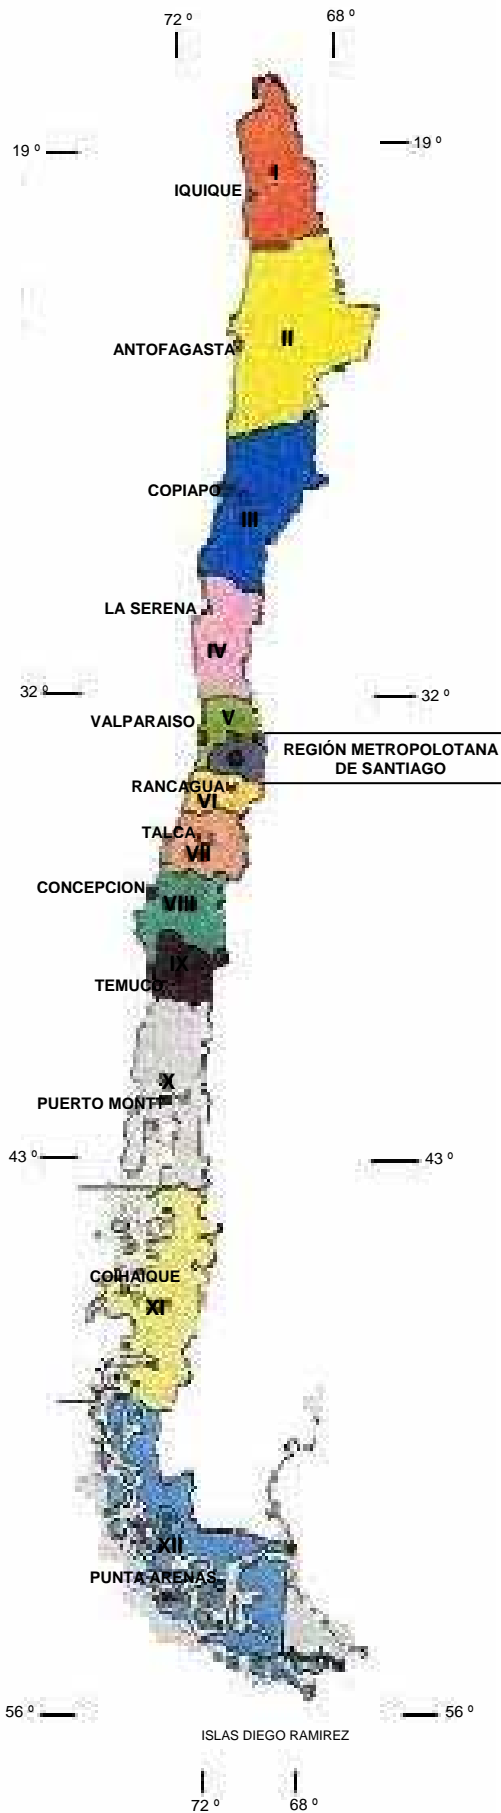 72 º 68 º
19 º 19 º
I
IQUIQUE
II
ANTOFAGASTA
COPIAPO
III
LA SERENA
IV
32 º 32 º
V
VALPARAISO
REGIÓN METROPOLOTANA
DE SANTIAGO
RANCAGUA
VI
TALCA
VII
CONCEPCION
VIII
IX
TEMUCO
X
PUERTO MONTT
43 º 43 º
COIHAIQUE
XI
XII
PUNTA ARENAS
56 º 56 º
ISLAS DIEGO RAMIREZ
72 º 68 º